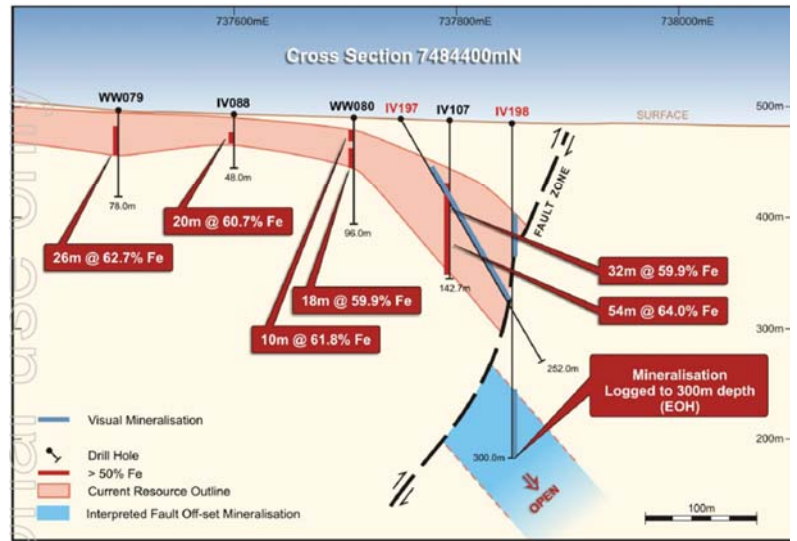 737600mE
737800mE
738000mE
Cross Section 7484400mN
WW079
IV088
WW080
IV197
IV107
IV198
SURFACE
500m
400m
300m
200m
FAULT ZONE
78.0m
48.0m
96.0m
142.7m
252.0m
300.0m
26m @ 62.7% Fe
20m @ 60.7% Fe
18m @ 59.9% Fe
10m @ 61.8% Fe
32m @ 59.9% Fe
54m @ 64.0% Fe
Mineralisation
Logged to 300m depth
(EOH)
OPEN
Visual Mineralisation
Drill Hole
> 50% Fe
Current Resource Outline
Interpreted Fault Off-set Mineralisation
100m
onal use only